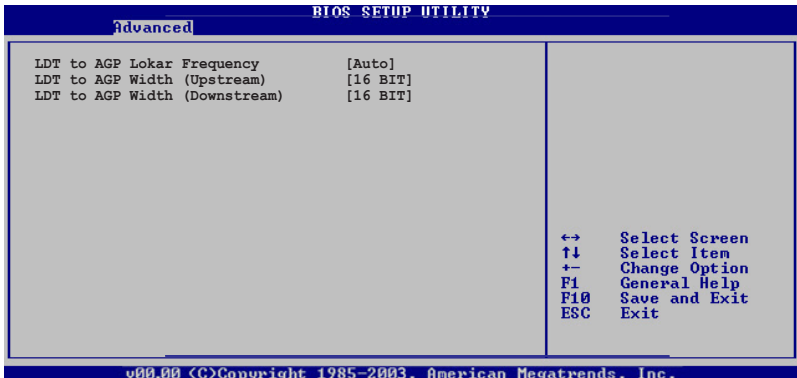 BIOS SETUP UTILITY
Advanced
LDT to AGP Lokar Frequency [Auto]
LDT to AGP Width (Upstream) [16 BIT]
LDT to AGP Width (Downstream) [16 BIT]
←→ Select Screen
↑↓ Select Item
+- Change Option
F1 General Help
F10 Save and Exit
ESC Exit
v00.00 (C)Copyright 1985-2003, American Megatrends, Inc.